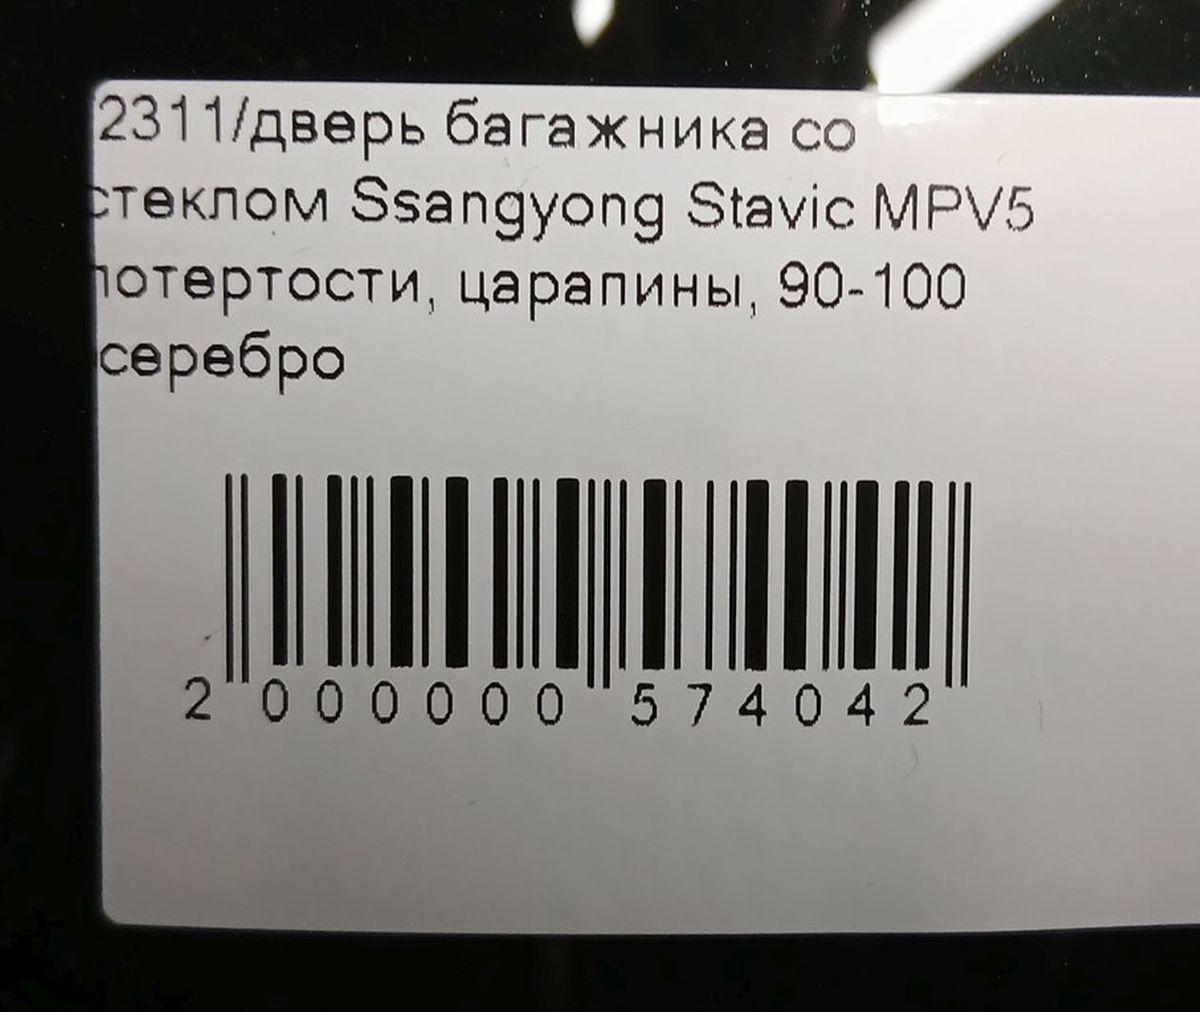 2311/дверь багажника со
стеклом Ssangyong Stavic MPV5
потертости, царапины, 90-100
серебро
2 000000 574042